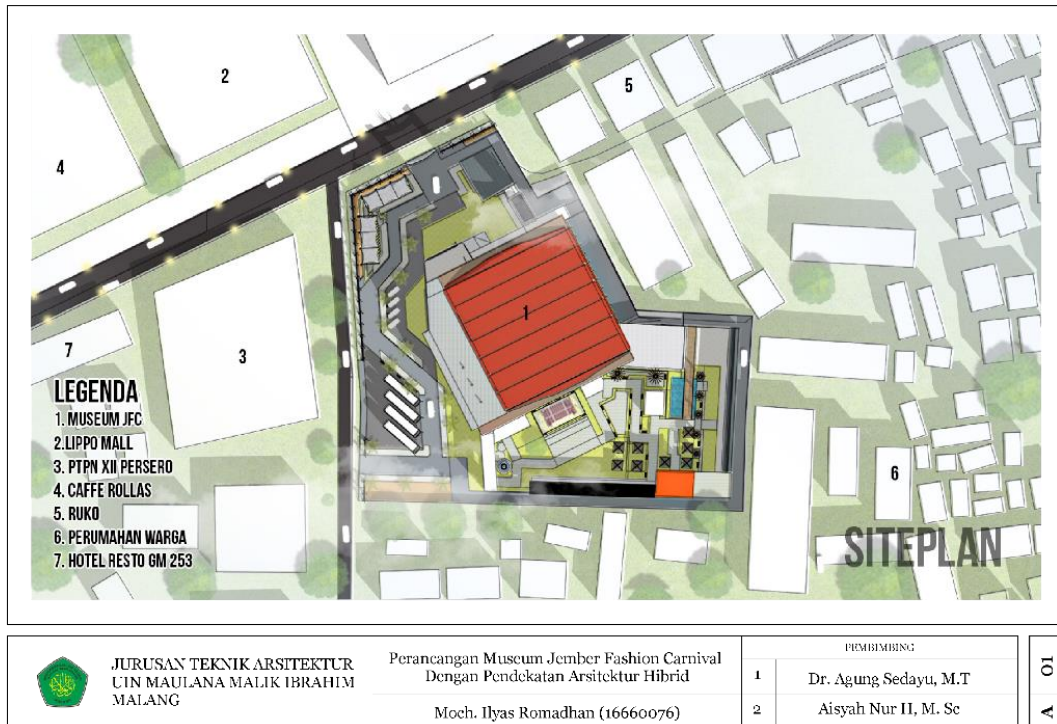 2
5
4
1
3
7
6
LEGENDA
1. MUSEUM JFC
2.LIPPO MALL
3. PTPN XII PERSERO
4. CAFFE ROLLAS
5. RUKO
6. PERUMAHAN WARGA
7. HOTEL RESTO GM 253
SITEPLAN
JURUSAN TEKNIK ARSITEKTUR
UIN MAULANA MALIK IBRAHIM
MALANG
Perancangan Museum Jember Fashion Carnival
Dengan Pendekatan Arsitektur Hibrid
Moch. Ilyas Romadhan (16660076)
PEMBIMBING
1 Dr. Agung Sedayu, M.T
2 Aisyah Nur H, M. Sc
A 01